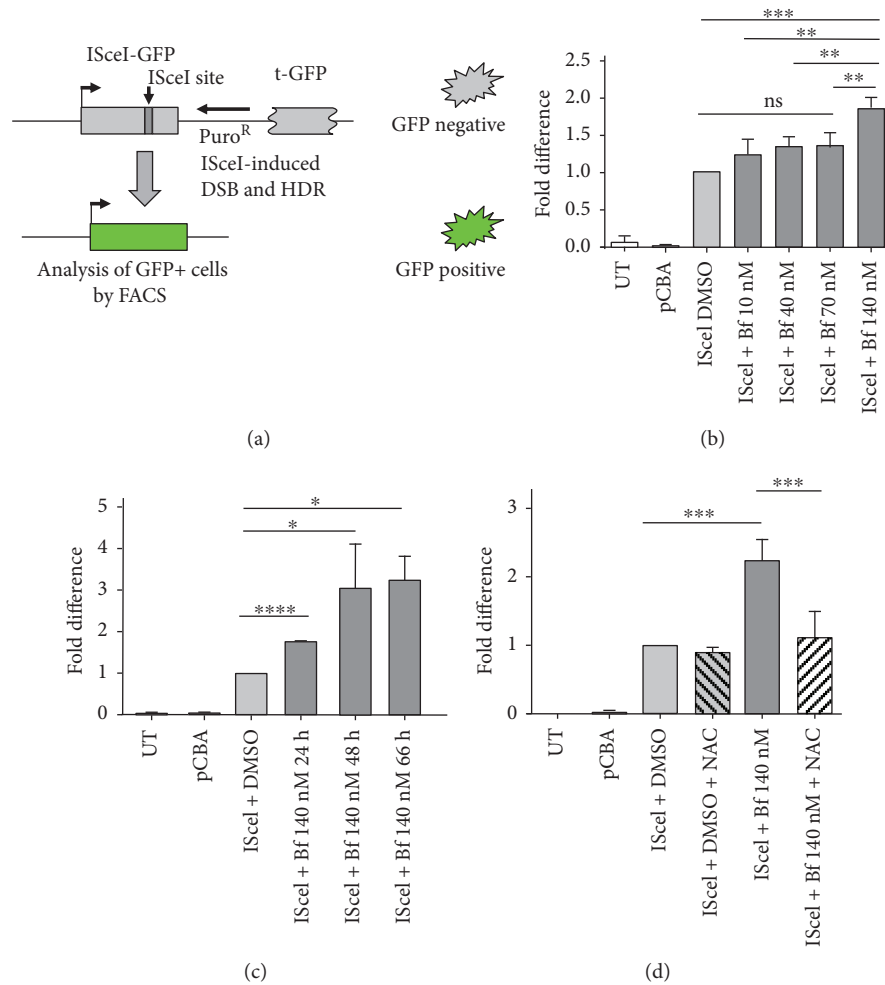 ISceI-GFP
ISceI site
t-GFP
Puro^R
ISceI-induced
DSB and HDR
Analysis of GFP+ cells
by FACS
GFP negative
GFP positive
(a)
***
**
**
**
ns
Fold difference
2.5
2.0
1.5
1.0
0.5
0.0
UT
pCBA
ISceI DMSO
ISceI + Bf 10 nM
ISceI + Bf 40 nM
ISceI + Bf 70 nM
ISceI + Bf 140 nM
(b)
*
*
****
Fold difference
5
4
3
2
1
0
UT
pCBA
ISceI + DMSO
ISceI + Bf 140 nM 24 h
ISceI + Bf 140 nM 48 h
ISceI + Bf 140 nM 66 h
(c)
***
***
Fold difference
3
2
1
0
UT
pCBA
ISceI + DMSO
ISceI + DMSO + NAC
ISceI + Bf 140 nM
ISceI + Bf 140 nM + NAC
(d)